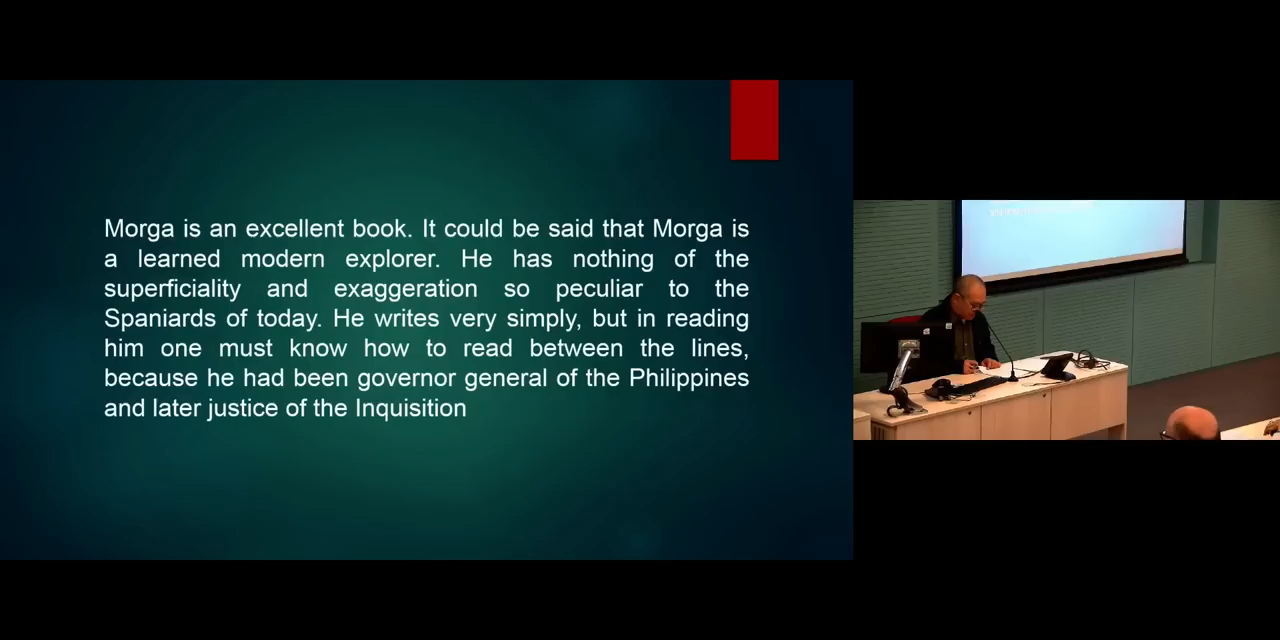 Morga is an excellent book. It could be said that Morga is
a learned modern explorer. He has nothing of the
superficiality and exaggeration so peculiar to the
Spaniards of today. He writes very simply, but in reading
him one must know how to read between the lines,
because he had been governor general of the Philippines
and later justice of the Inquisition